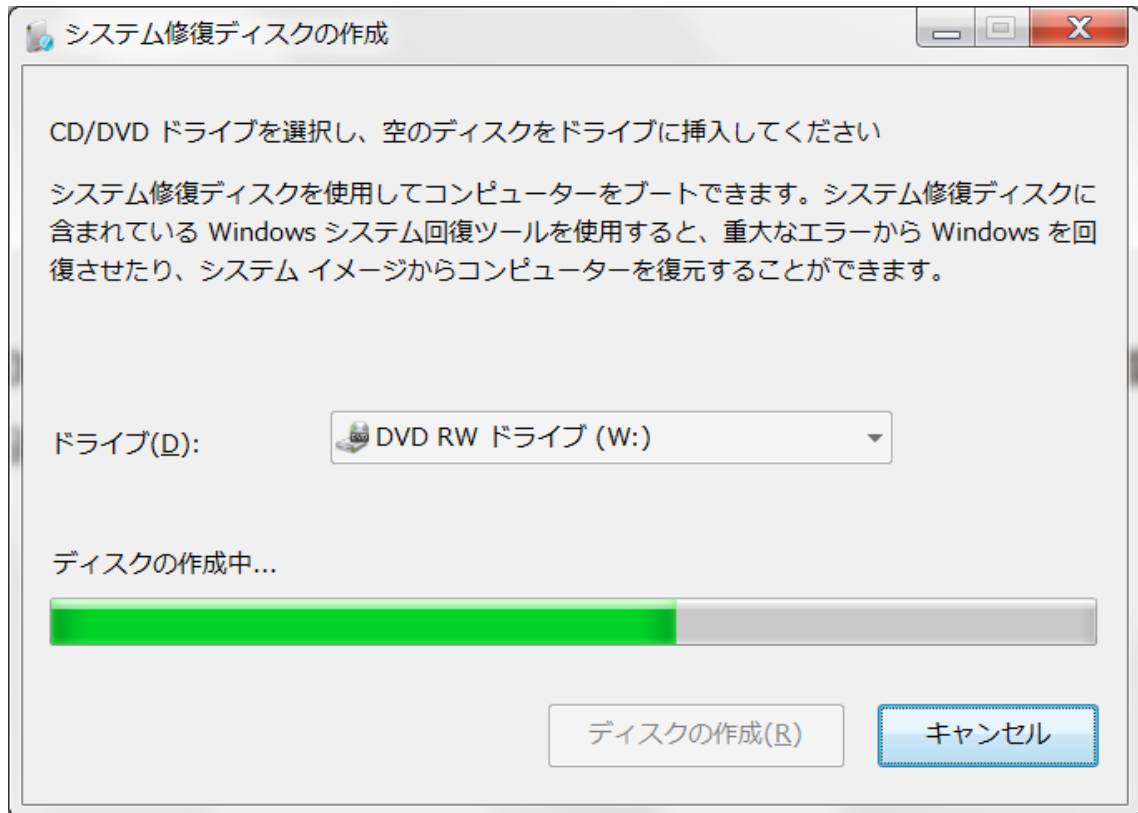 システム修復ディスクの作成
CD/DVD ドライブを選択し、空のディスクをドライブに挿入してください
システム修復ディスクを使用してコンピューターをブートできます。システム修復ディスクに
含まれている Windows システム回復ツールを使用すると、重大なエラーから Windows を回
復させたり、システム イメージからコンピューターを復元することができます。
ドライブ(D): DVD RW ドライブ (W:)
ディスクの作成中...
ディスクの作成(R) キャンセル